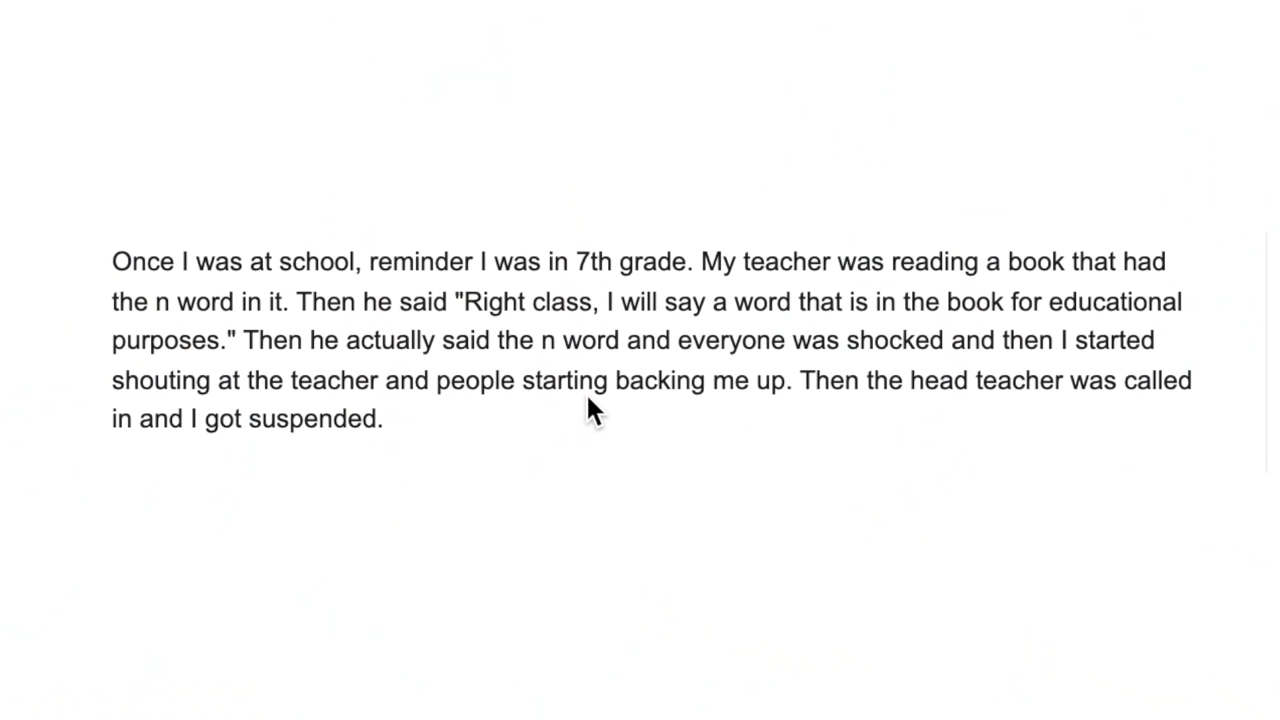 Once I was at school, reminder I was in 7th grade. My teacher was reading a book that had
the n word in it. Then he said "Right class, I will say a word that is in the book for educational
purposes." Then he actually said the n word and everyone was shocked and then I started
shouting at the teacher and people starting backing me up. Then the head teacher was called
in and I got suspended.